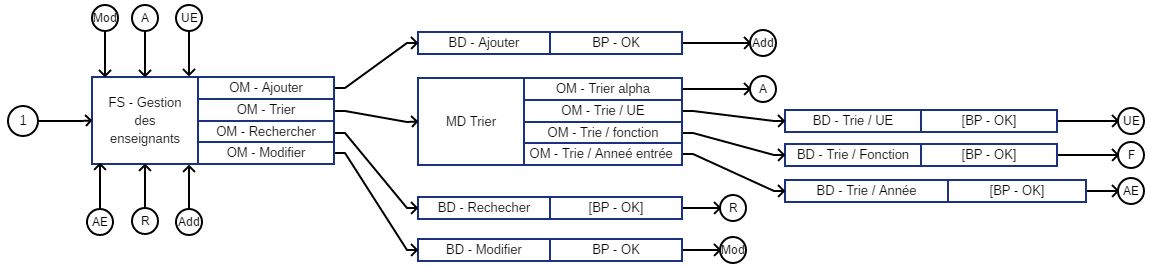 Mod
A
UE
1
FS - Gestion
des
enseignants
OM - Ajouter
OM - Trier
OM - Rechercher
OM - Modifier
AE
R
Add
BD - Ajouter
BP - OK
Add
MD Trier
OM - Trier alpha
OM - Trie / UE
OM - Trie / fonction
OM - Trie / Anneé entrée
A
BD - Trie / UE
[BP - OK]
UE
BD - Trie / Fonction
[BP - OK]
F
BD - Trie / Année
[BP - OK]
AE
BD - Rechecher
[BP - OK]
R
BD - Modifier
BP - OK
Mod